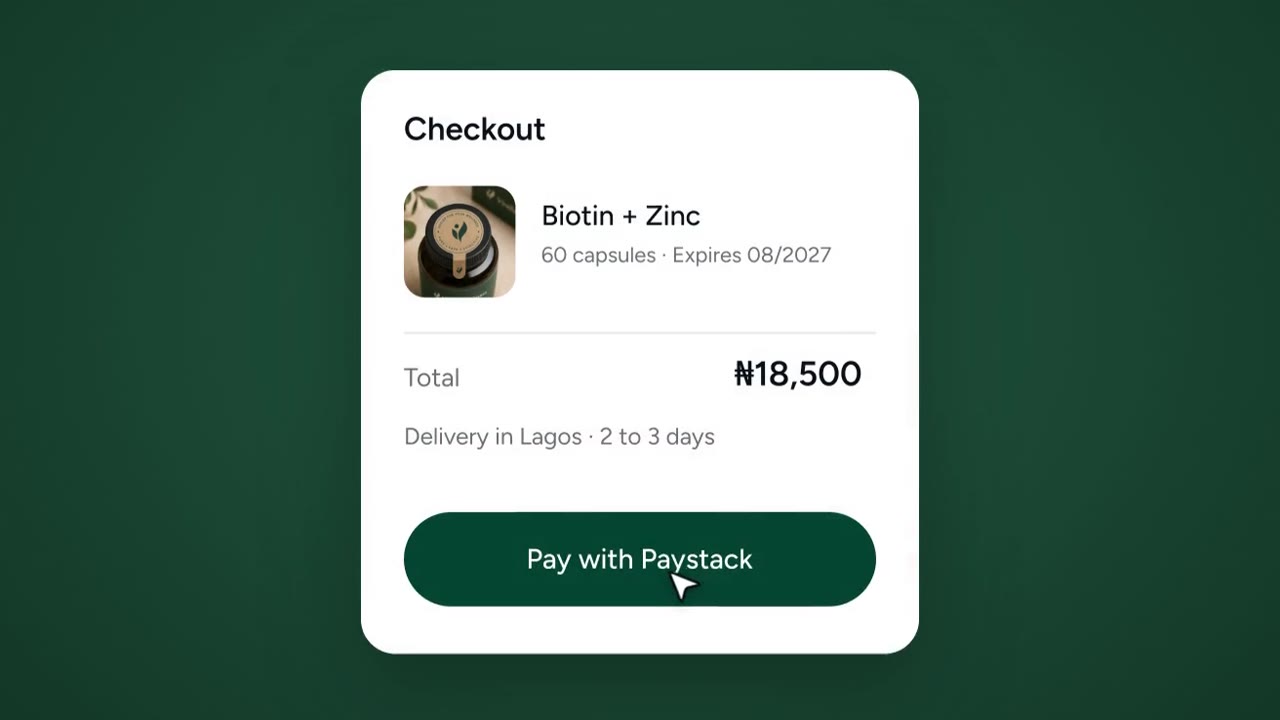 Checkout
Biotin + Zinc
60 capsules · Expires 08/2027
Total
₦18,500
Delivery in Lagos · 2 to 3 days
Pay with Paystack